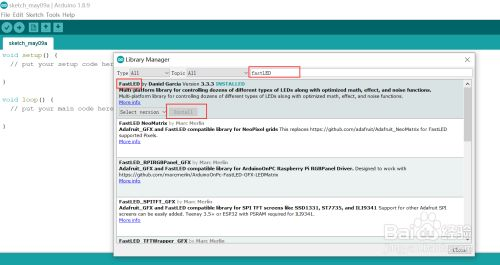 sketch_may09a | Arduino 1.8.9
File Edit Sketch Tools Help
sketch_may09a
void setup() {
// put your setup code here
}
void loop() {
// put your main code here
}
Library Manager
Type All
Topic All
fastLED
FastLED by Daniel Garcia Version 3.3.3 INSTALLED
Multi-platform library for controlling dozens of different types of LEDs along with optimized math, effect, and noise functions.
Multi-platform library for controlling dozens of different types of LEDs along with optimized math, effect, and noise functions.
More info
Select version
Install
FastLED NeoMatrix by Marc Merlin
Adafruit_GFX and FastLED compatible library for NeoPixel grids This replaces https://github.com/adafruit/Adafruit_NeoMatrix for FastLED
supported Pixels.
More info
FastLED_RPIRGBPanel_GFX by Marc Merlin
Adafruit_GFX and FastLED compatible library for ArduinoOnPc Raspberry Pi RGBPanel Driver. Designed to work with
https://github.com/marcmerlin/ArduinoOnPc-FastLED-GFX-LEDMatrix
More info
FastLED_SPITFT_GFX by Marc Merlin
Adafruit_GFX and FastLED compatible library for SPI TFT screens like SSD1331, ST7735, and ILI9341 Support for other Adafruit SPI
screens can be easily added. Teensy 3.5+ or ESP32 with PSRAM required for ILI9341.
More info
FastLED_TFTWrapper_GFX by Marc Merlin
Close
Baidu 经验